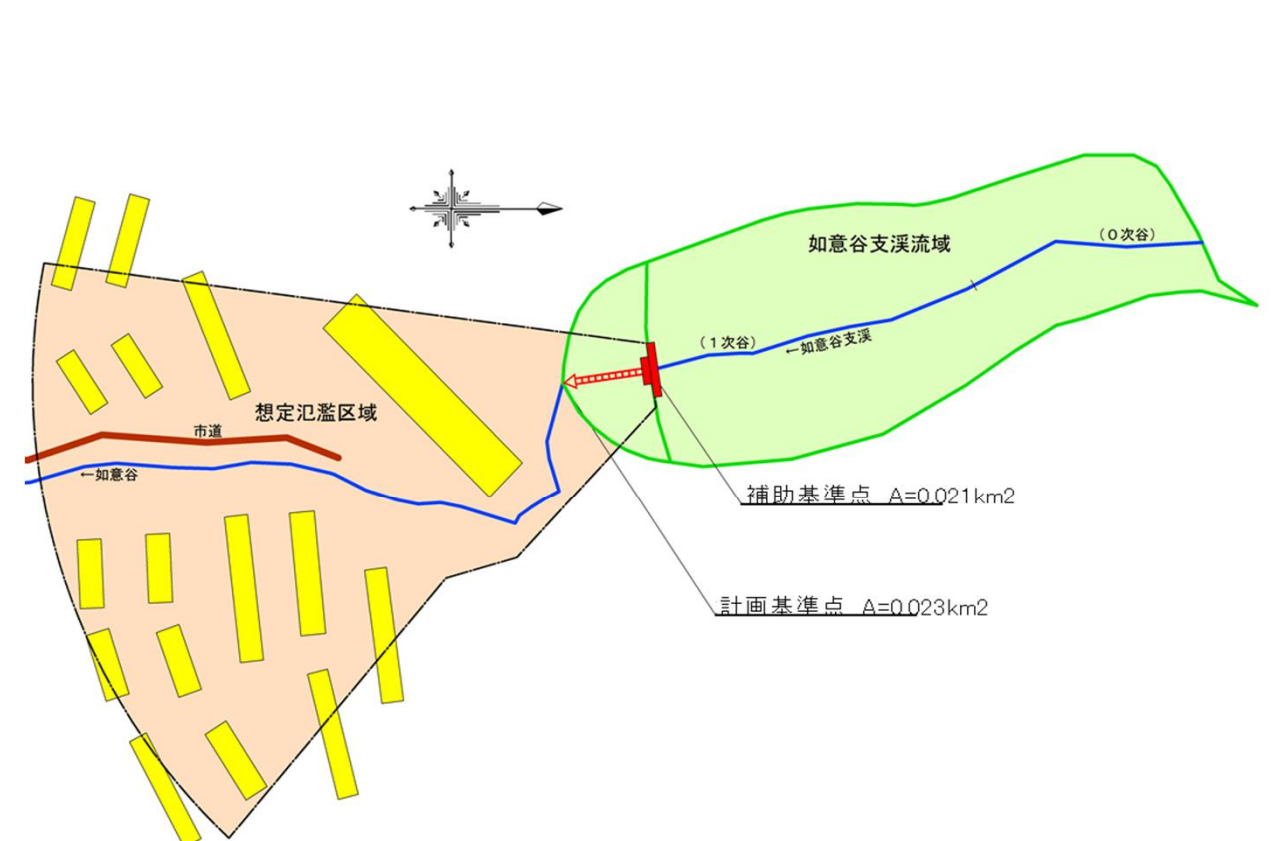 (0次谷)
如意谷支渓流域
(1次谷)
←如意谷支渓
想定氾濫区域
市道
←如意谷
補助基準点 A=0.021km2
計画基準点 A=0.023km2